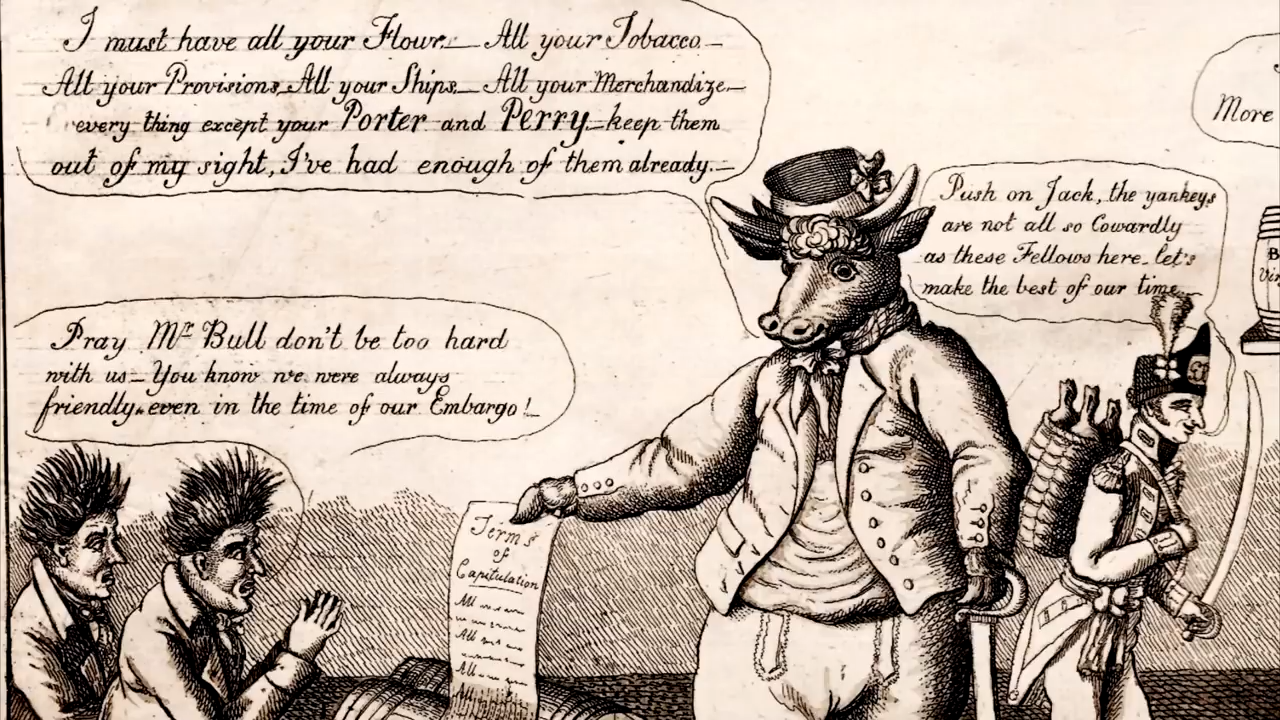 I must have all your Flour— All your Tobacco—
All your Provisions—All your Ships— All your Merchandize—
every thing except your Porter and Perry—keep them
out of my sight, I've had enough of them already.—
Push on Jack, the yankeys
are not all so Cowardly
as these Fellows here let's
make the best of our time—
More
Pray Mr Bull don't be too hard
with us—You know we were always
friendly, even in the time of our Embargo!
Terms
of
Capitulation
All
All
All
All